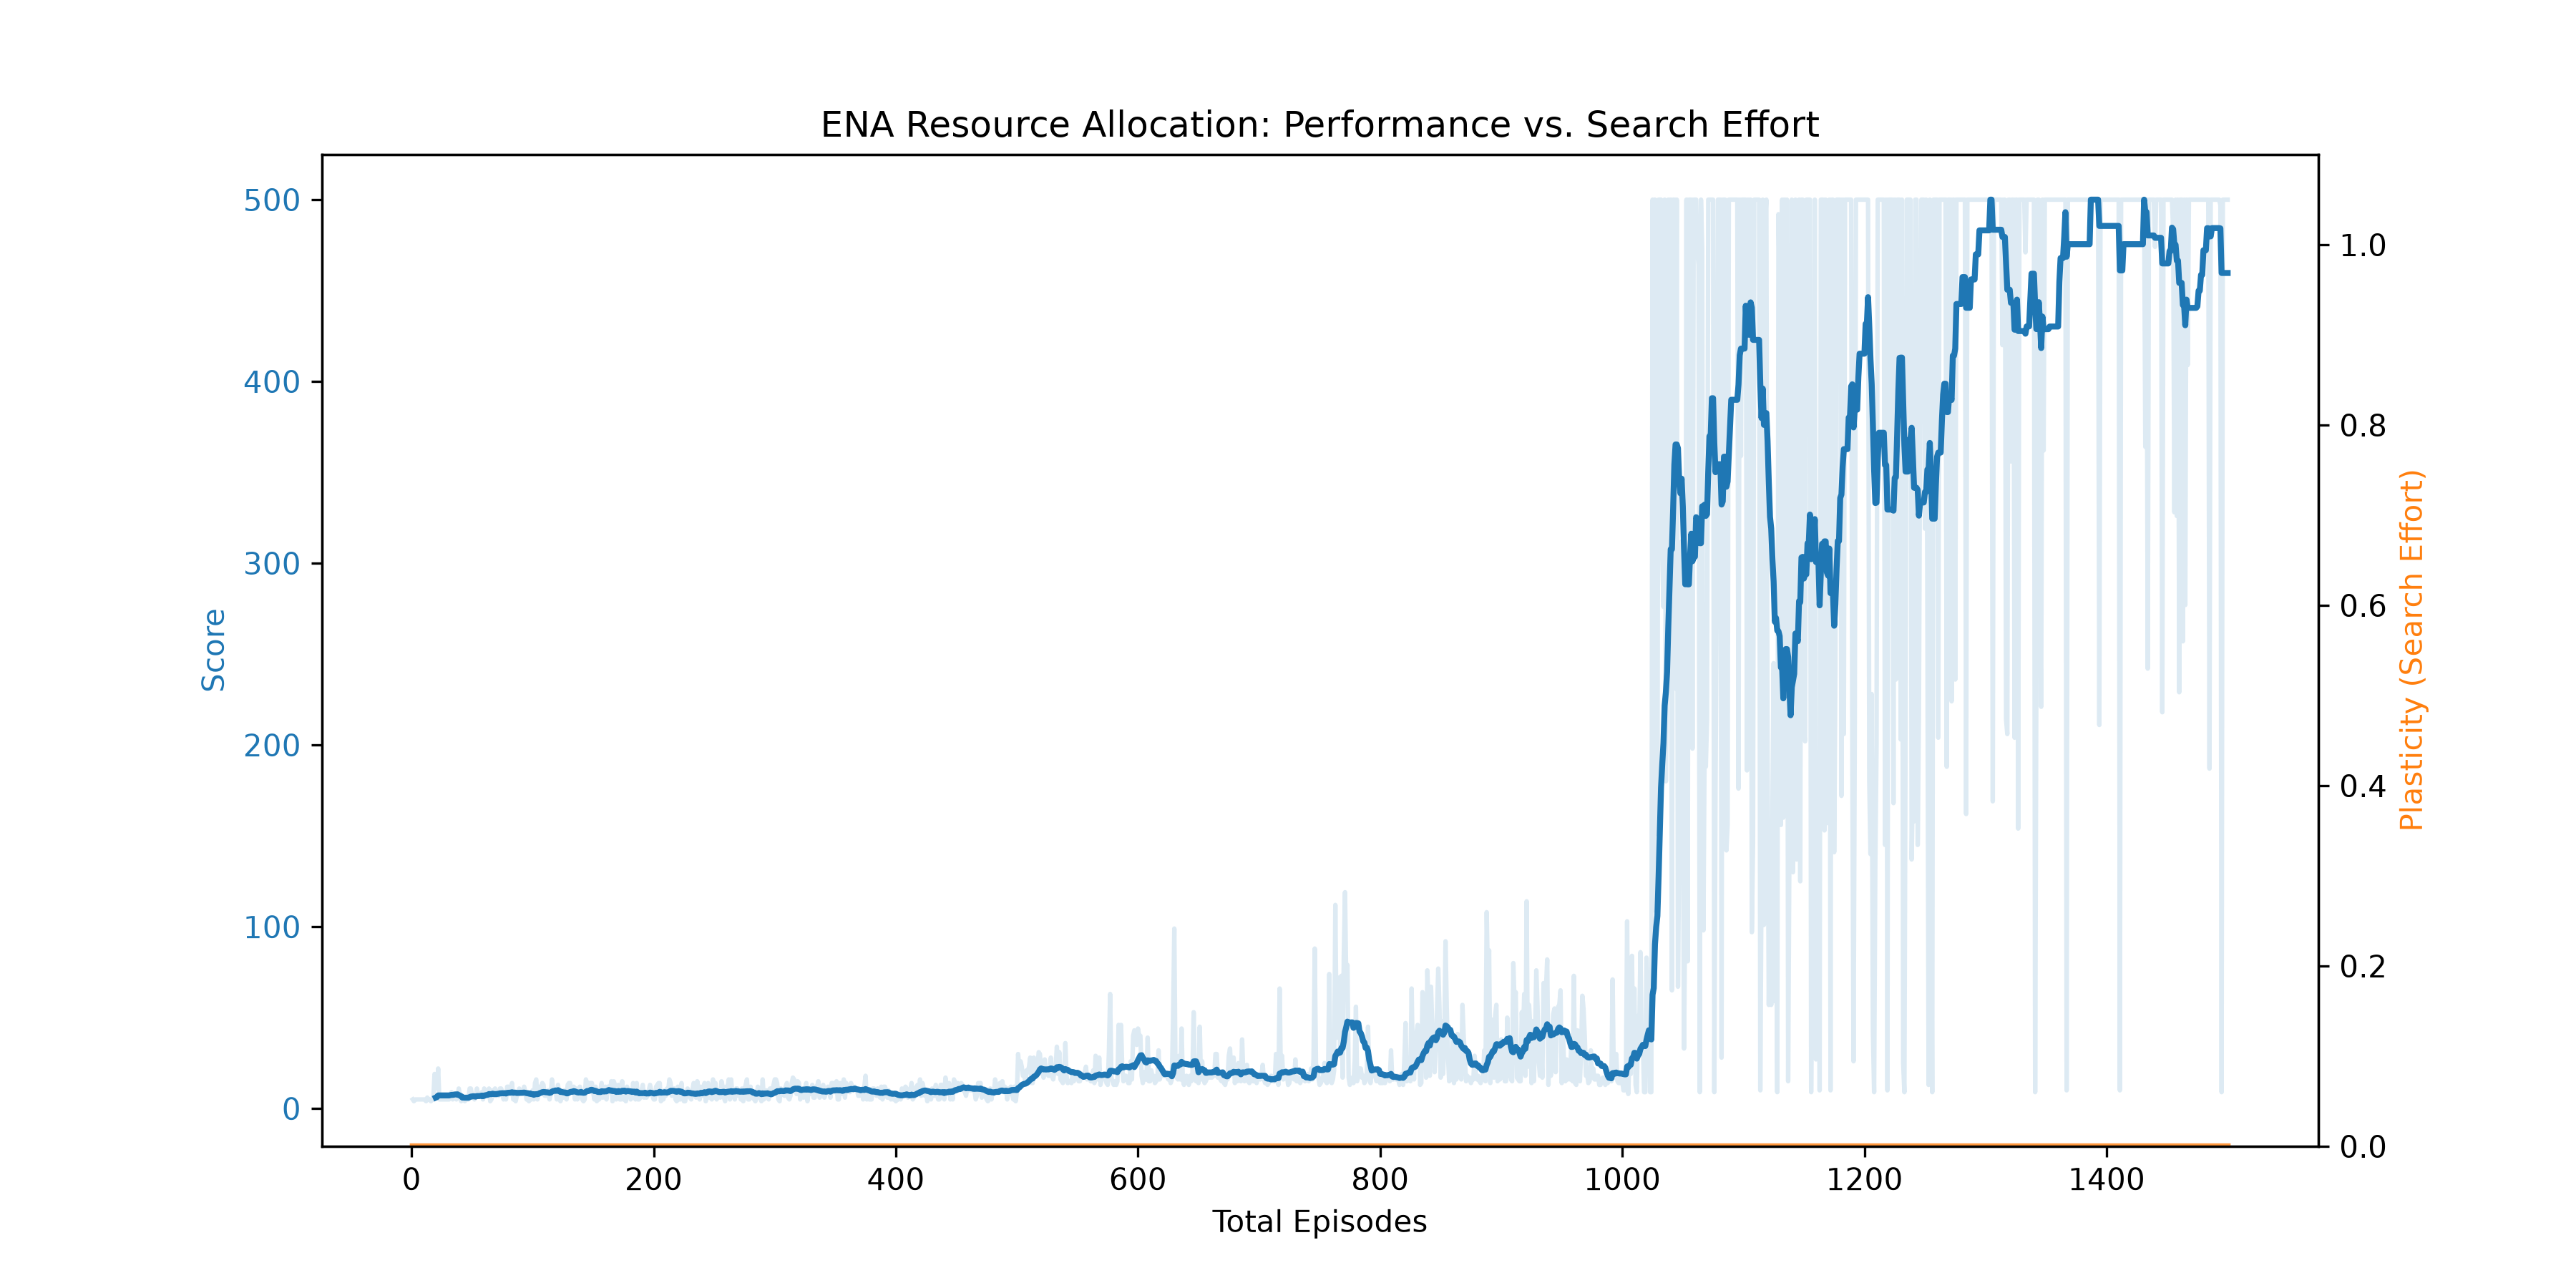 ENA Resource Allocation: Performance vs. Search Effort
500
400
300
200
100
0
Score
1.0
0.8
0.6
0.4
0.2
0.0
Plasticity (Search Effort)
0 200 400 600 800 1000 1200 1400
Total Episodes